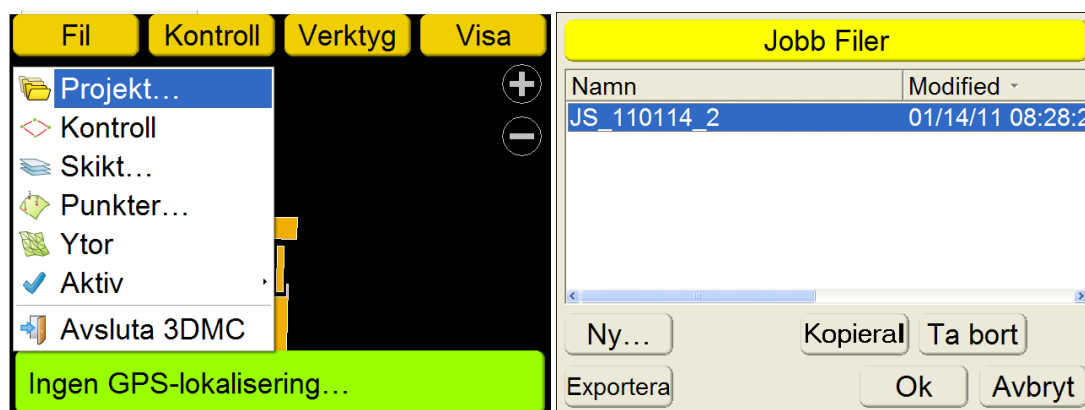 Fil Kontroll Verktyg Visa
Projekt...
Kontroll
Skikt...
Punkter...
Ytor
Aktiv
Avsluta 3DMC
Ingen GPS-lokalisering...
Jobb Filer
Namn Modified
JS_110114_2 01/14/11 08:28:2
Ny... Kopieral Ta bort
Exportera Ok Avbryt